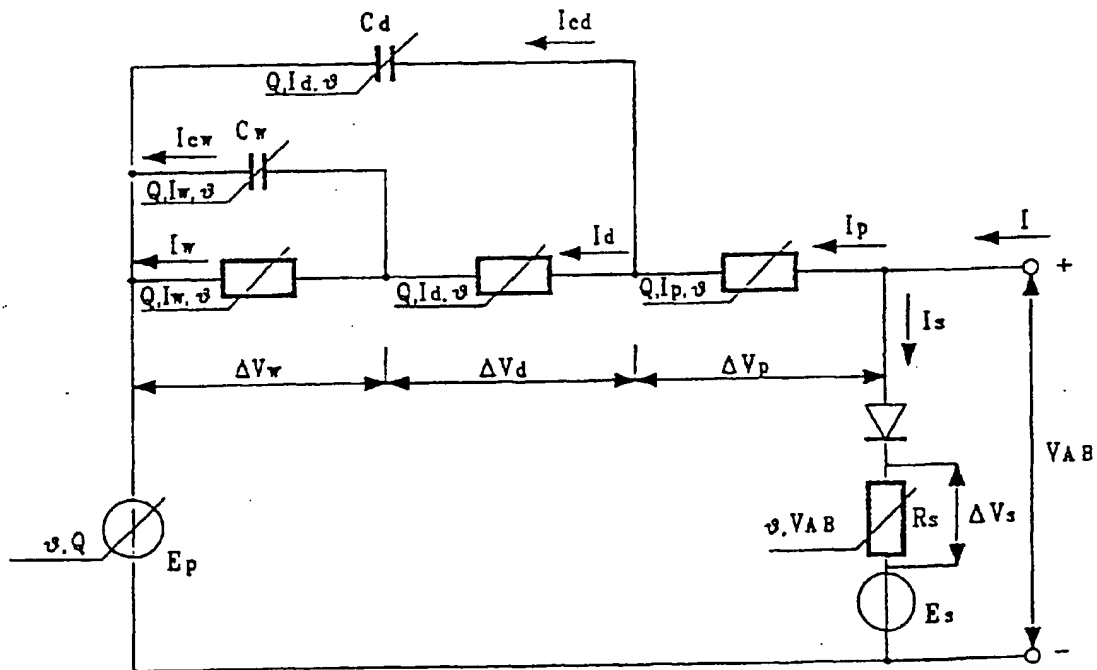 Cd
Icd
Q,Id,ϑ
Icw
Cw
Q,Iw,ϑ
Iw
Id
Ip
I
+
Q,Iw,ϑ
Q,Id,ϑ
Q,Ip,ϑ
Is
ΔVw
ΔVd
ΔVp
VAB
ϑ,VAB
Rs
ΔVs
ϑ,Q
Ep
Es
-